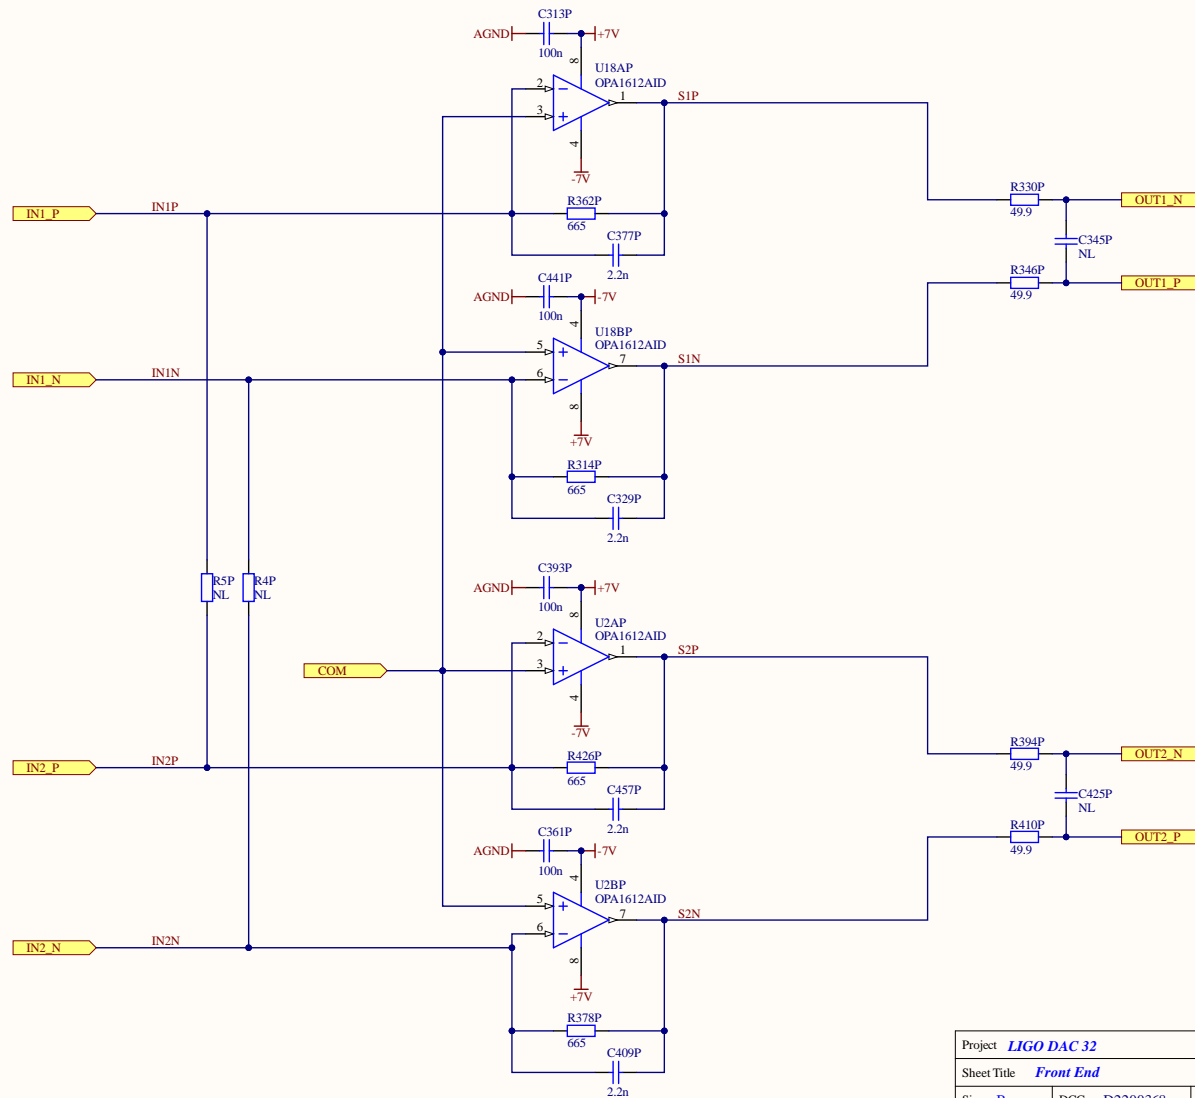 C313P
AGND
+7V
100n
8
U18AP
OPA1612AID
2
1
S1P
3
4
-7V
R330P
49.9
OUT1_N
IN1_P
IN1P
R362P
665
C377P
2.2n
C345P
NL
C441P
AGND
-7V
100n
4
R346P
49.9
OUT1_P
U18BP
OPA1612AID
5
7
S1N
6
IN1_N
IN1N
8
+7V
R314P
665
C329P
2.2n
C393P
AGND
+7V
100n
8
R5P
NL
R4P
NL
U2AP
OPA1612AID
2
1
S2P
3
COM
4
-7V
R394P
49.9
OUT2_N
IN2_P
IN2P
R426P
665
C457P
2.2n
C425P
NL
C361P
AGND
-7V
100n
4
R410P
49.9
OUT2_P
U2BP
OPA1612AID
5
7
S2N
6
IN2_N
IN2N
8
+7V
R378P
665
C409P
2.2n
Project LIGO DAC 32
Sheet Title Front End